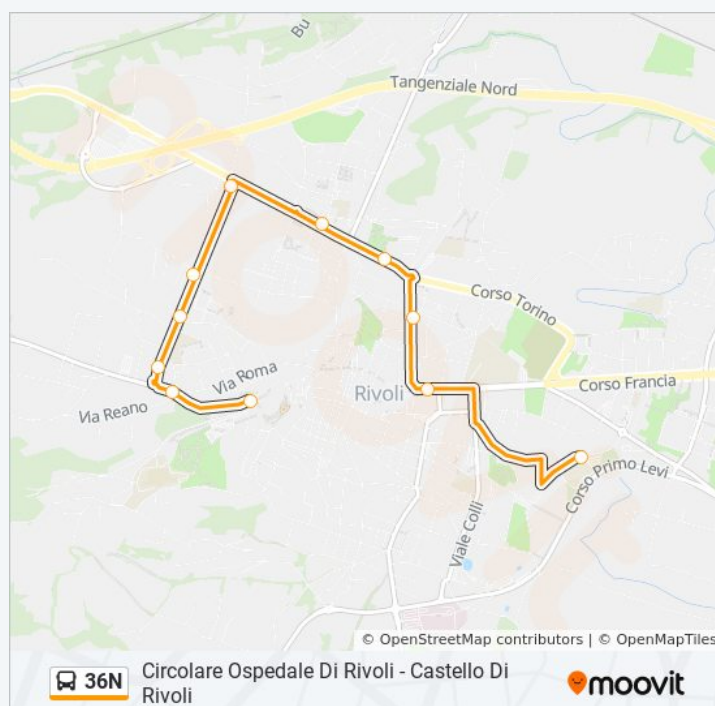 Bu
Tangenziale Nord
Corso Torino
Via Roma
Rivoli
Corso Francia
Via Reano
Corso Primo Levi
Viale Colli
© OpenStreetMap contributors | © OpenMapTiles
36N
Circolare Ospedale Di Rivoli - Castello Di
Rivoli
moovit